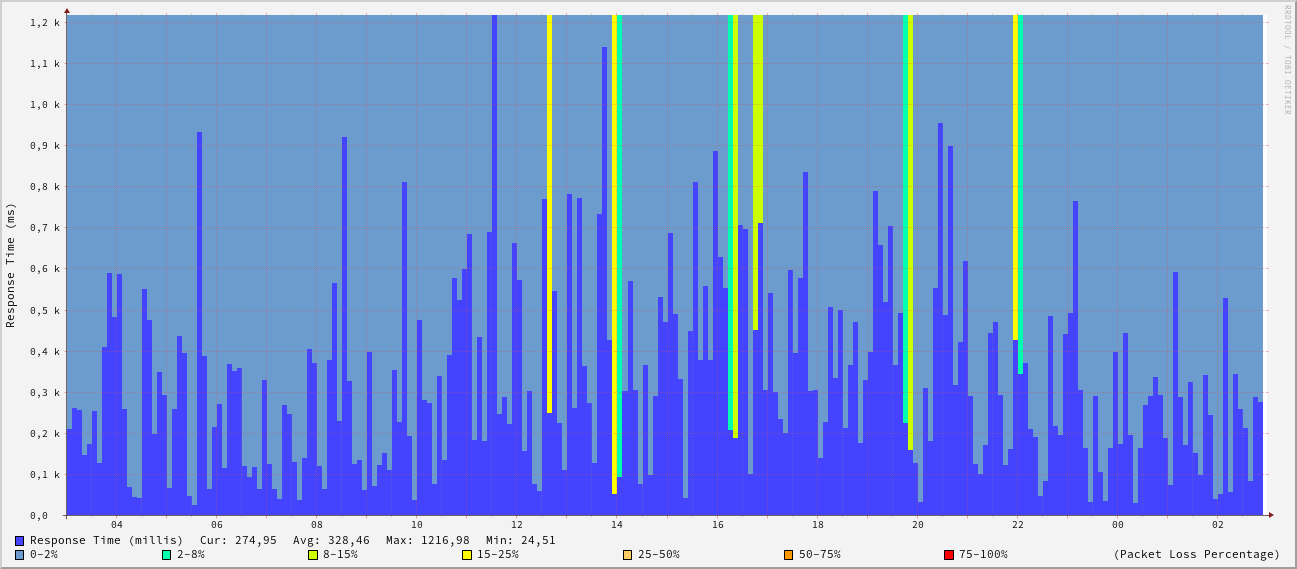 RRDTOOL / TOBI OETIKER
Response Time (ms)
1,2 k
1,1 k
1,0 k
0,9 k
0,8 k
0,7 k
0,6 k
0,5 k
0,4 k
0,3 k
0,2 k
0,1 k
0,0
04 06 08 10 12 14 16 18 20 22 00 02
Response Time (millis) Cur: 274,95 Avg: 328,46 Max: 1216,98 Min: 24,51
0-2% 2-8% 8-15% 15-25% 25-50% 50-75% 75-100% (Packet Loss Percentage)